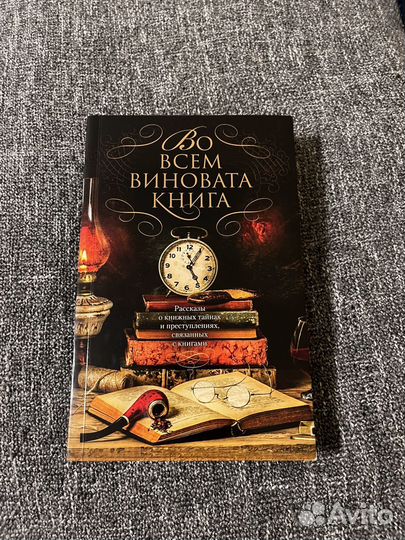 Во
всем
виновата
книга
Рассказы
о книжных тайнах
и преступлениях,
связанных
с книгами
Avito